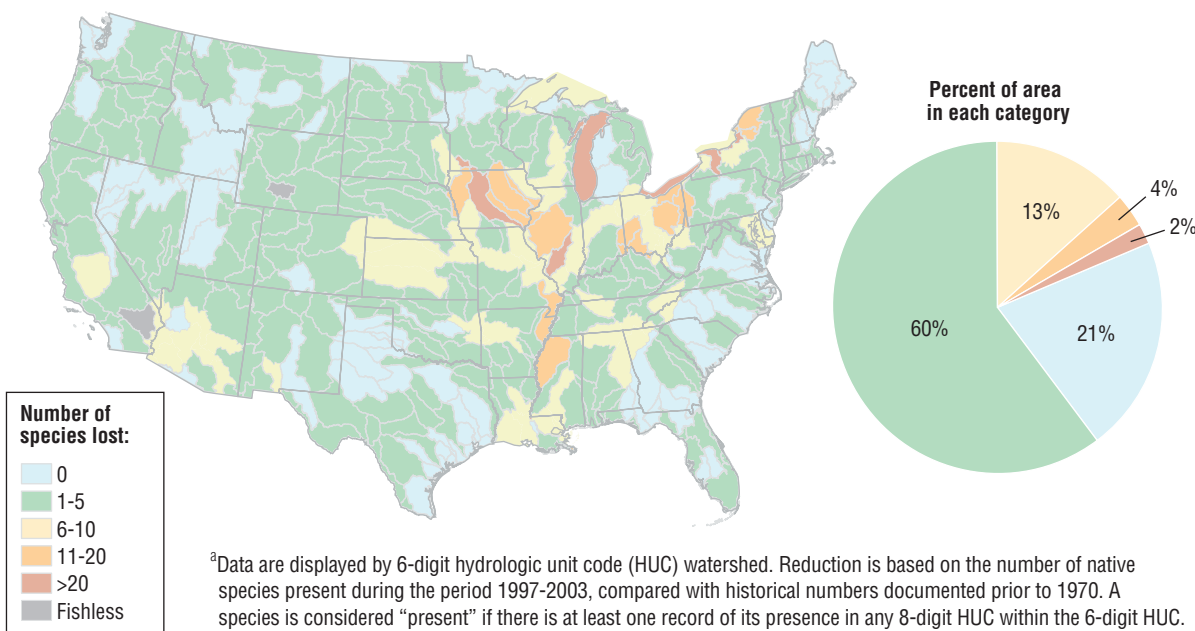 Percent of area
in each category
13%
4%
2%
60%
21%
Number of
species lost:
0
1-5
6-10
11-20
>20
Fishless
aData are displayed by 6-digit hydrologic unit code (HUC) watershed. Reduction is based on the number of native
species present during the period 1997-2003, compared with historical numbers documented prior to 1970. A
species is considered “present” if there is at least one record of its presence in any 8-digit HUC within the 6-digit HUC.